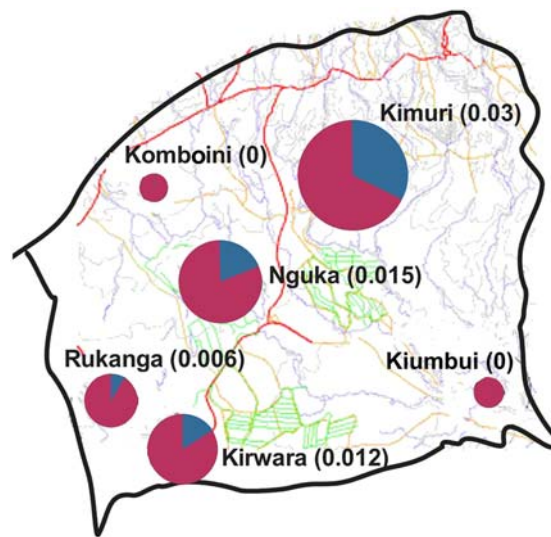 Kimuri (0.03)
Komboini (0)
Nguka (0.015)
Rukanga (0.006)
Kiumbui (0)
Kirwara (0.012)